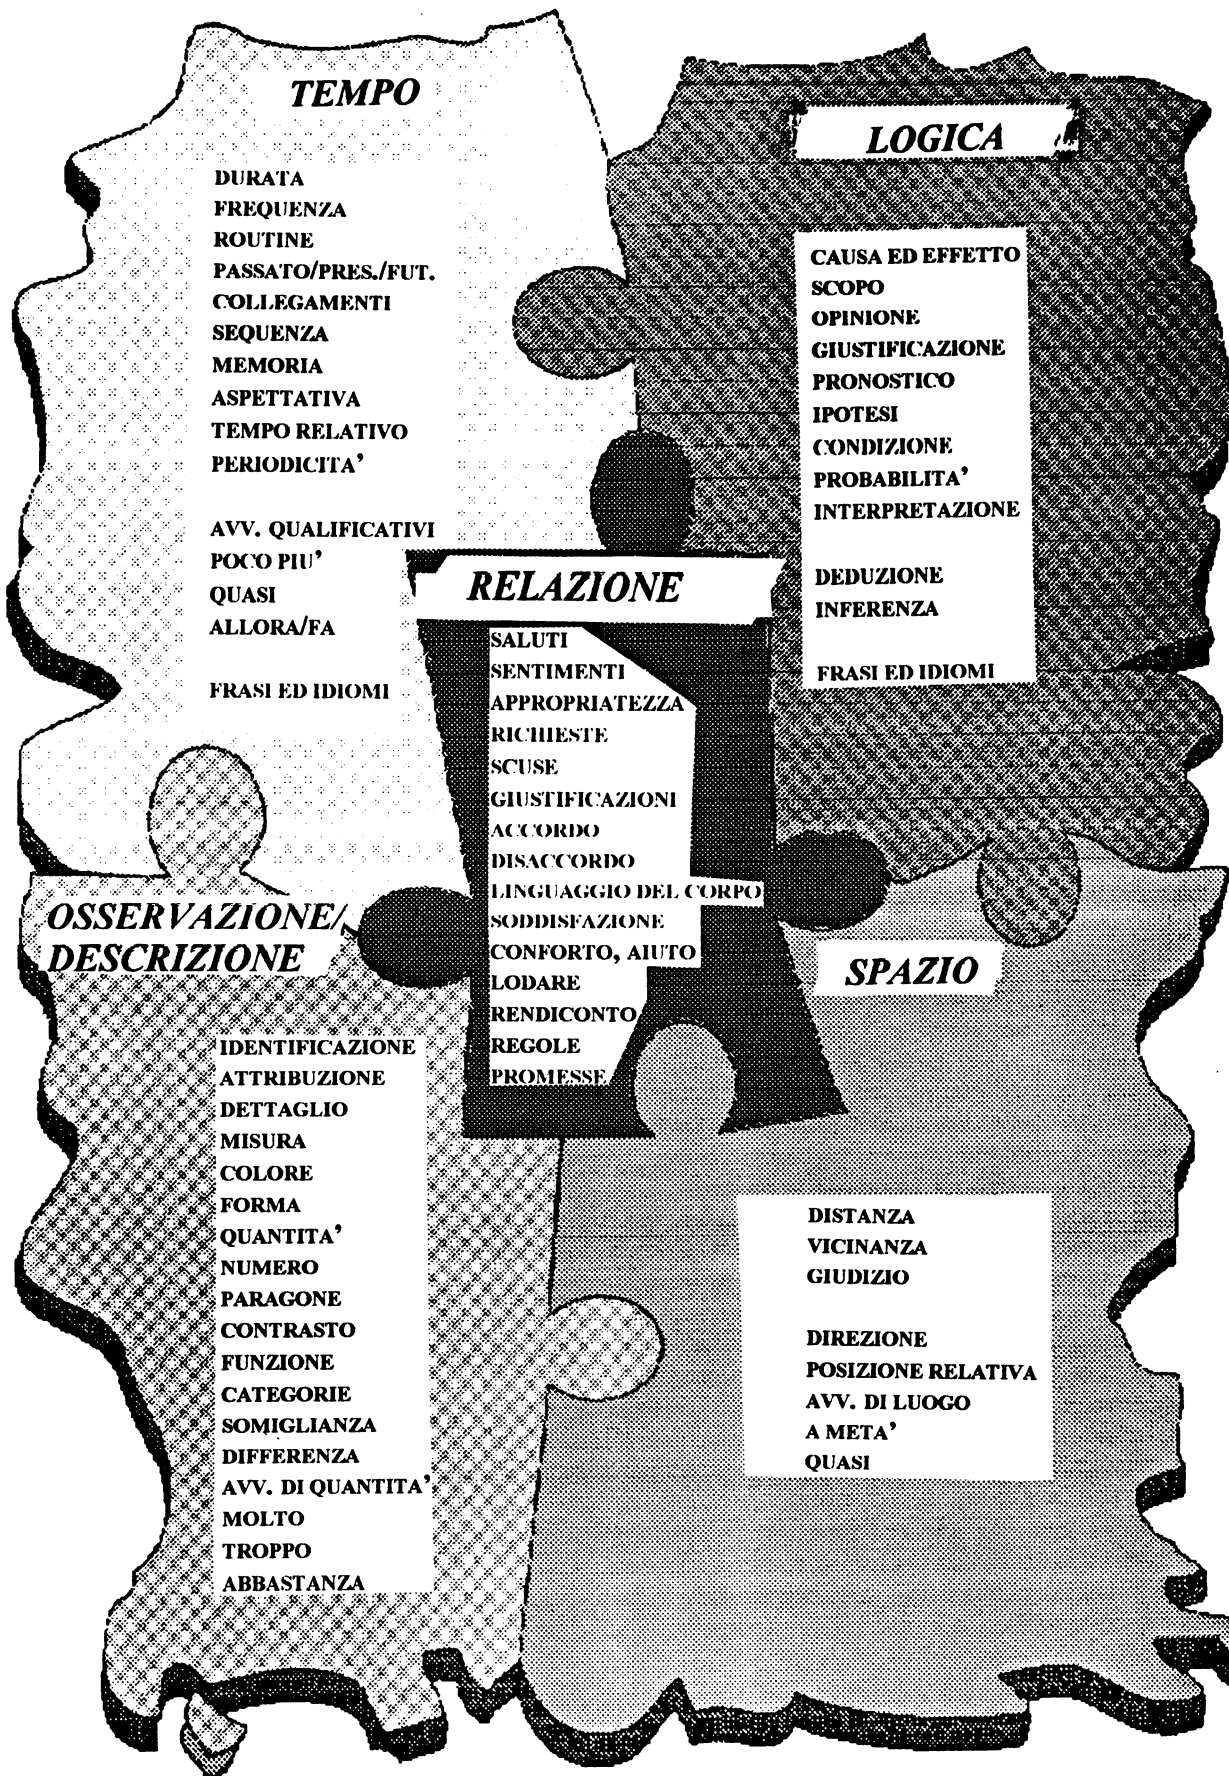 TEMPO
DURATA
FREQUENZA
ROUTINE
PASSATO/PRES./FUT.
COLLEGAMENTI
SEQUENZA
MEMORIA
ASPETTATIVA
TEMPO RELATIVO
PERIODICITA'
AVV. QUALIFICATIVI
POCO PIU'
QUASI
ALLORA/FA
FRASI ED IDIOMI
LOGICA
CAUSA ED EFFETTO
SCOPO
OPINIONE
GIUSTIFICAZIONE
PRONOSTICO
IPOTESI
CONDIZIONE
PROBABILITA'
INTERPRETAZIONE
DEDUZIONE
INFERENZA
FRASI ED IDIOMI
RELAZIONE
SALUTI
SENTIMENTI
APPROPRIATEZZA
RICHIESTE
SCUSE
GIUSTIFICAZIONI
ACCORDO
DISACCORDO
LINGUAGGIO DEL CORPO
SODDISFAZIONE
CONFORTO, AIUTO
LODARE
RENDICONTO
REGOLE
PROMESSE
OSSERVAZIONE/
DESCRIZIONE
IDENTIFICAZIONE
ATTRIBUZIONE
DETTAGLIO
MISURA
COLORE
FORMA
QUANTITA'
NUMERO
PARAGONE
CONTRASTO
FUNZIONE
CATEGORIE
SOMIGLIANZA
DIFFERENZA
AVV. DI QUANTITA'
MOLTO
TROPPO
ABBASTANZA
SPAZIO
DISTANZA
VICINANZA
GIUDIZIO
DIREZIONE
POSIZIONE RELATIVA
AVV. DI LUOGO
A META'
QUASI